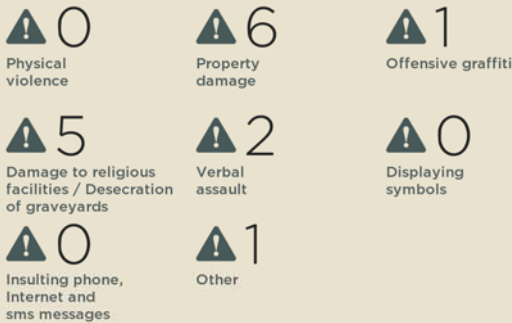 0
Physical
violence
6
Property
damage
1
Offensive graffiti
5
Damage to religious
facilities / Desecration
of graveyards
2
Verbal
assault
0
Displaying
symbols
0
Insulting phone,
Internet and
sms messages
1
Other